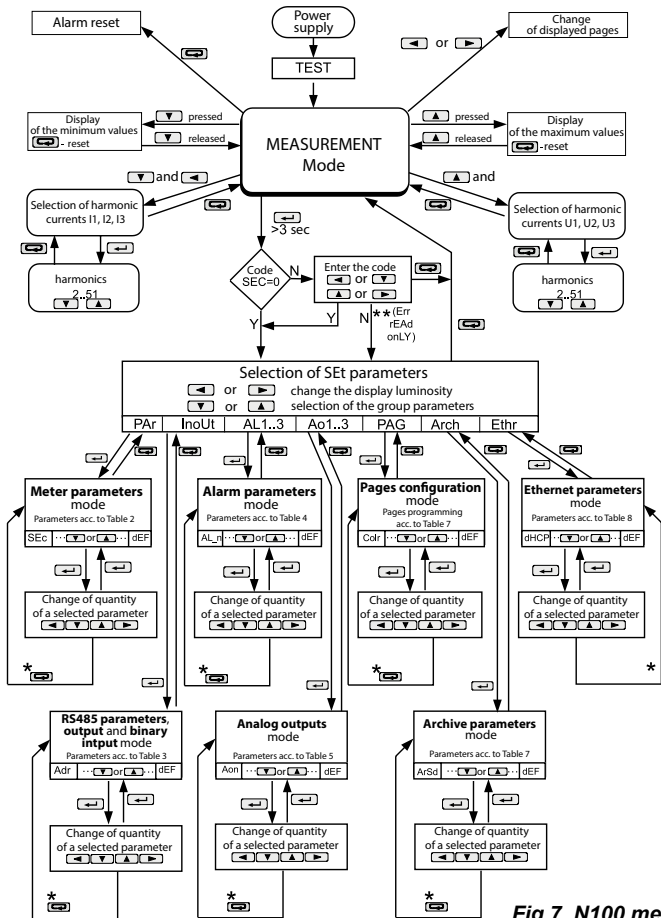 Alarm reset
Power
supply
or
Change
of displayed pages
TEST
Display
of the minimum values
- reset
pressed
released
MEASUREMENT
Mode
pressed
released
Display
of the maximum values
- reset
and
and
Selection of harmonic
currents I1, I2, I3
Selection of harmonic
currents U1, U2, U3
>3 sec
harmonics
2..51
harmonics
2..51
Code
SEC=0
N
Enter the code
or
or
Y
Y
N
**(Err
rEAd
onLY)
Selection of SEt parameters
or change the display luminosity
or selection of the group parameters
PAr InoUt AL1..3 Ao1..3 PAG Arch Ethr
Meter parameters
mode
Parameters acc. to Table 2
SEc ... or ... dEF
Change of quantity
of a selected parameter
*
Alarm parameters
mode
Parameters acc. to Table 4
AL_n ... or ... dEF
Change of quantity
of a selected parameter
*
Pages configuration
mode
Pages programming
acc. to Table 7
Colr ... or ... dEF
Change of quantity
of a selected parameter
*
Ethernet parameters
mode
Parameters acc. to Table 8
dHCP ... or ... dEF
Change of quantity
of a selected parameter
*
RS485 parameters,
output and binary
intput mode
Parameters acc. to Table 3
Adr ... or ... dEF
Change of quantity
of a selected parameter
*
Analog outputs
mode
Parameters acc. to Table 5
Aon ... or ... dEF
Change of quantity
of a selected parameter
*
Archive parameters
mode
Parameters acc. to Table 7
ArSd ... or ... dEF
Change of quantity
of a selected parameter
*
Fig 7. N100 me